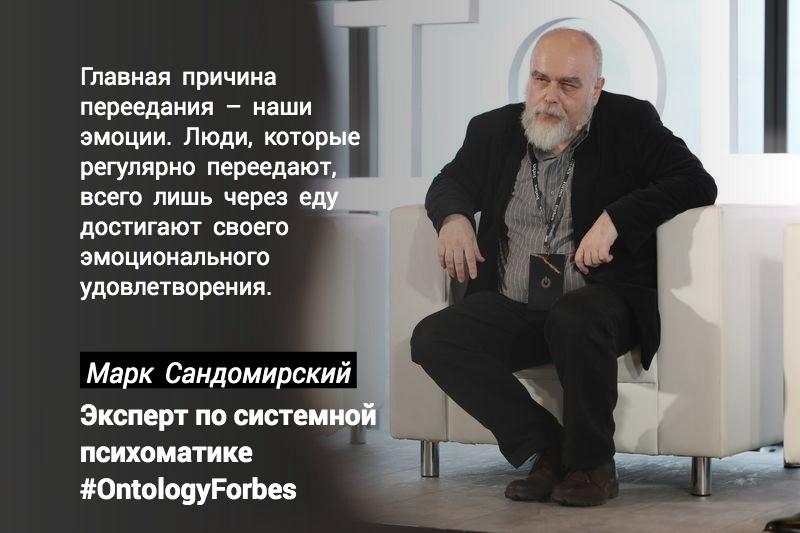 Главная причина
переедания – наши
эмоции. Люди, которые
регулярно переедают,
всего лишь через еду
достигают своего
эмоционального
удовлетворения.
Марк Сандомирский
Эксперт по системной
психоматике
#OntologyForbes